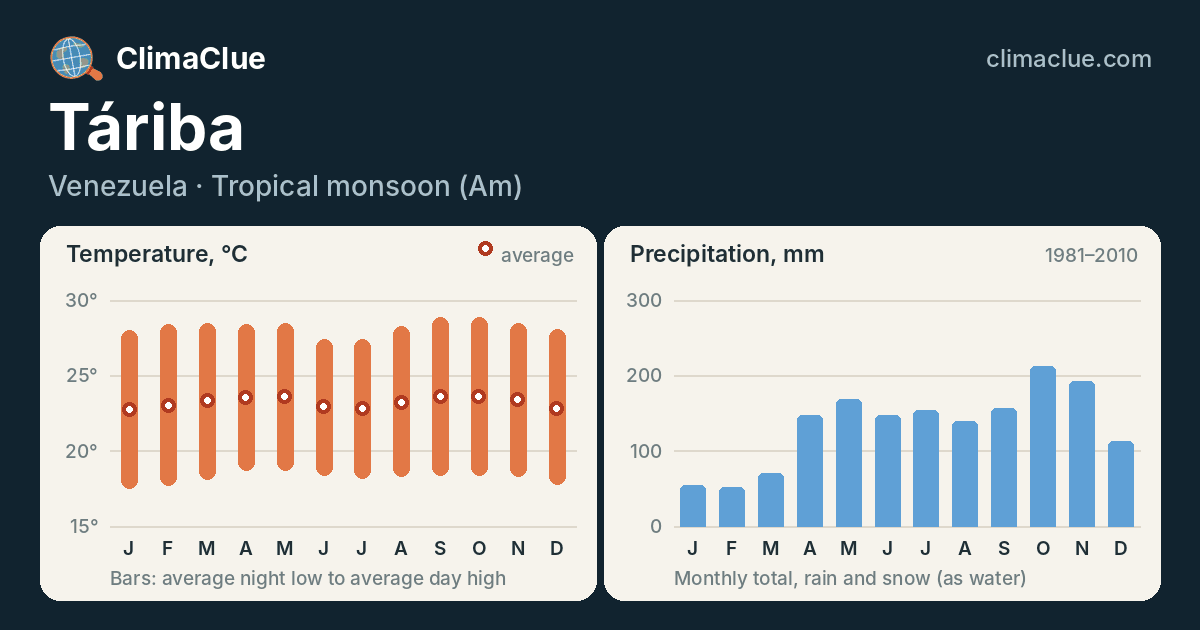 ClimaClue
climaclue.com
Táriba
Venezuela · Tropical monsoon (Am)
Temperature, °C
average
30°
25°
20°
15°
J F M A M J J A S O N D
Bars: average night low to average day high
Precipitation, mm
1981–2010
300
200
100
0
J F M A M J J A S O N D
Monthly total, rain and snow (as water)